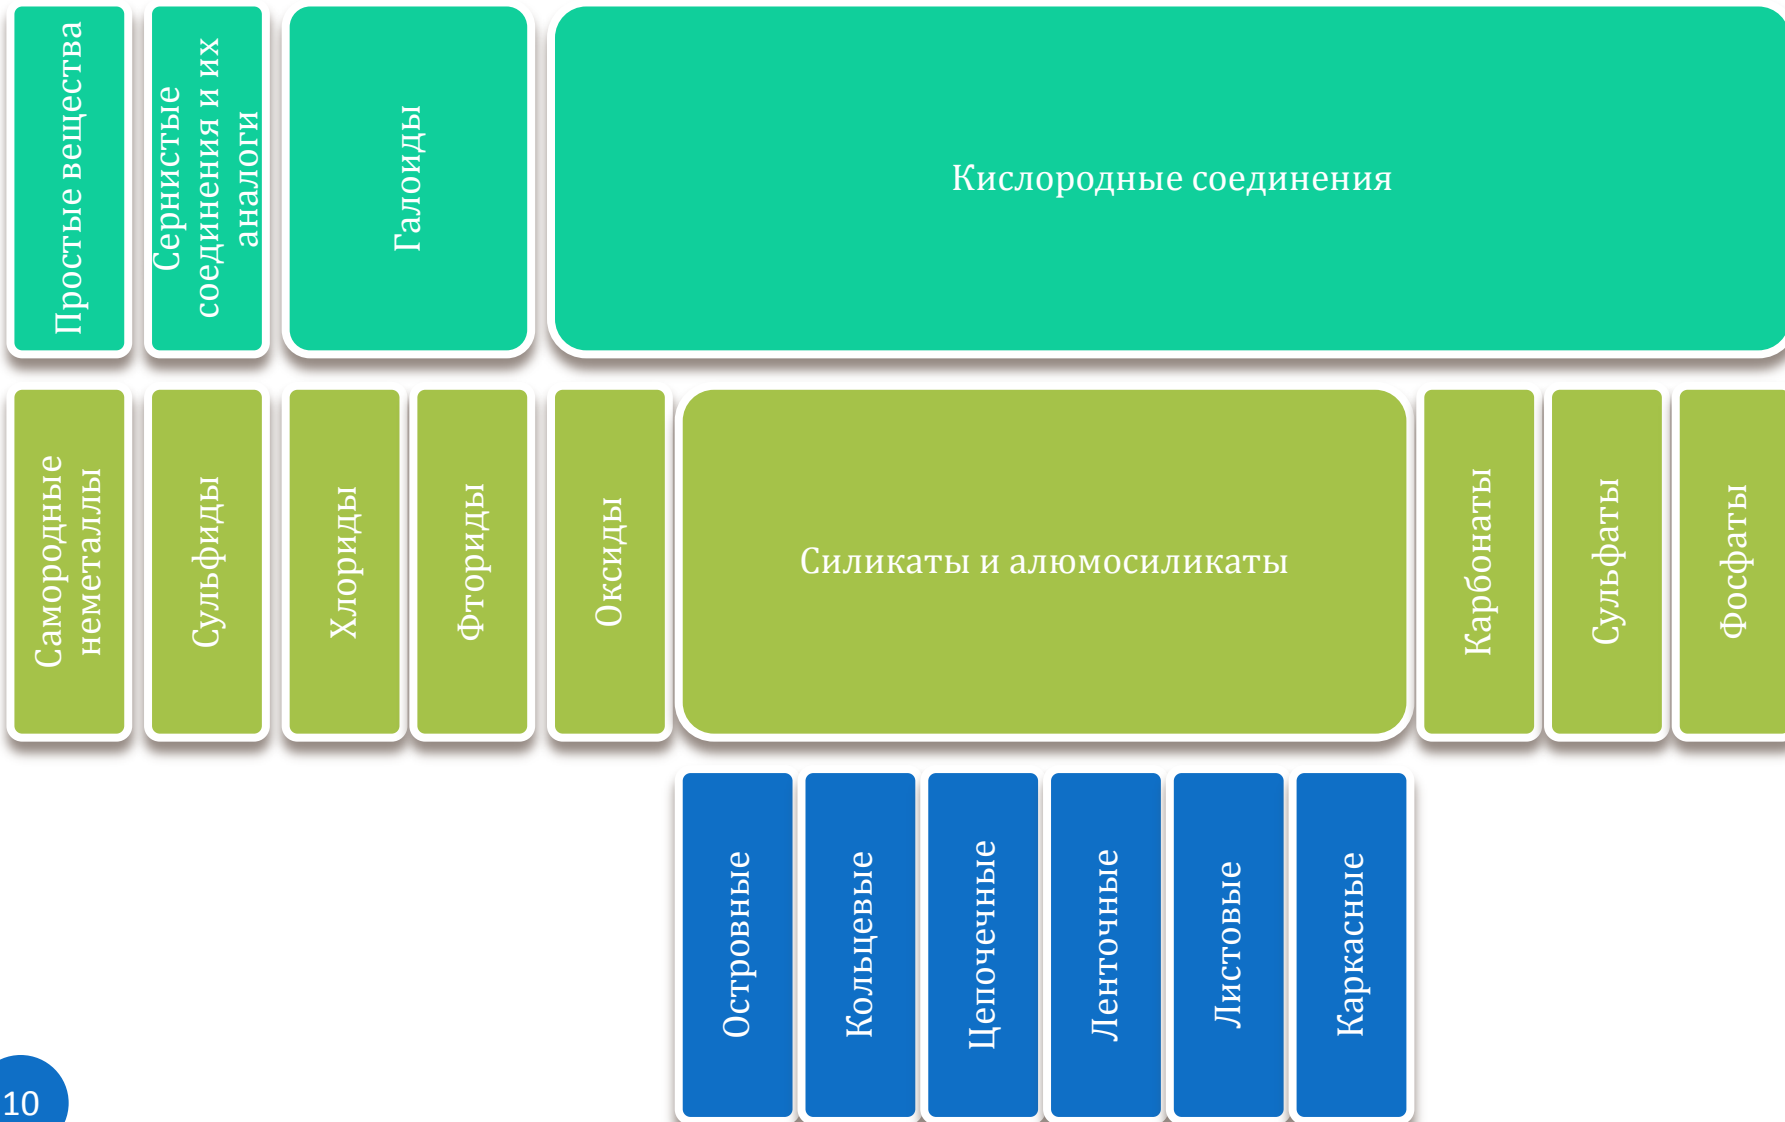 Простые вещества
Сернистые
соединения и их
аналоги
Галоиды
Кислородные соединения
Самородные
неметаллы
Сульфиды
Хлориды
Фториды
Оксиды
Силикаты и алюмосиликаты
Карбонаты
Сульфаты
Фосфаты
Островные
Кольцевые
Цепочечные
Ленточные
Листовые
Каркасные
10